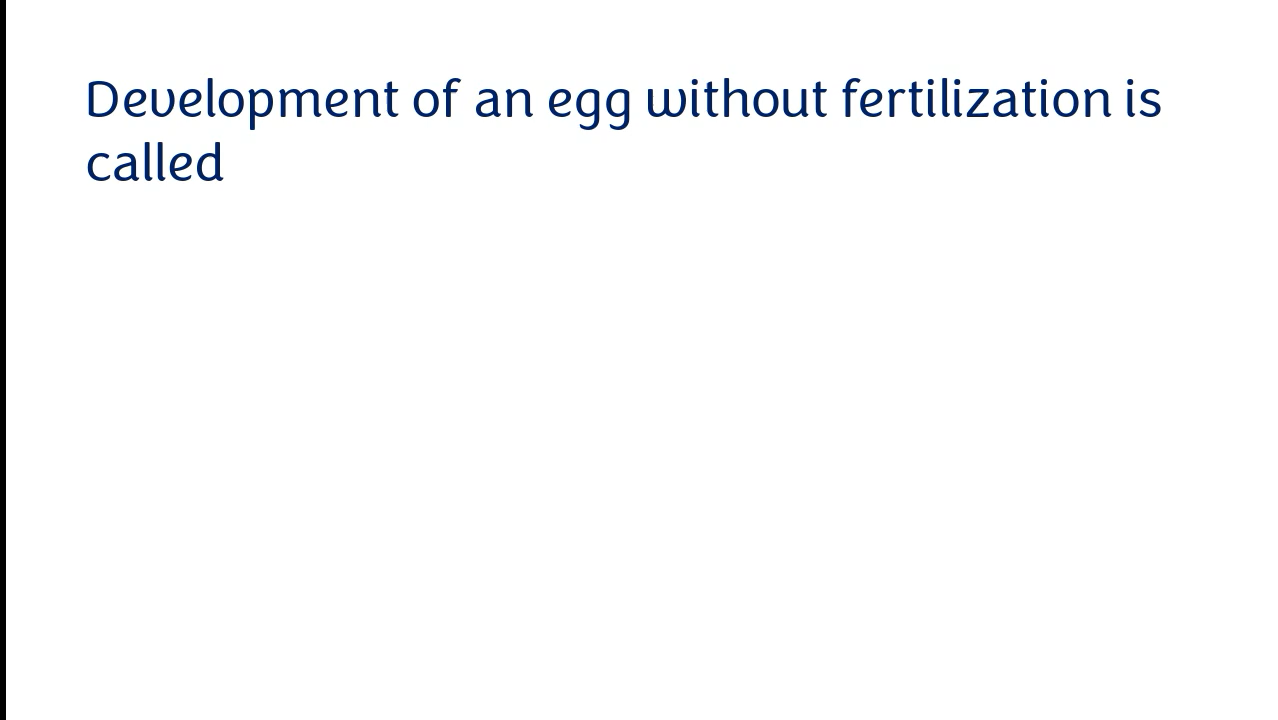 Development of an egg without fertilization is
called